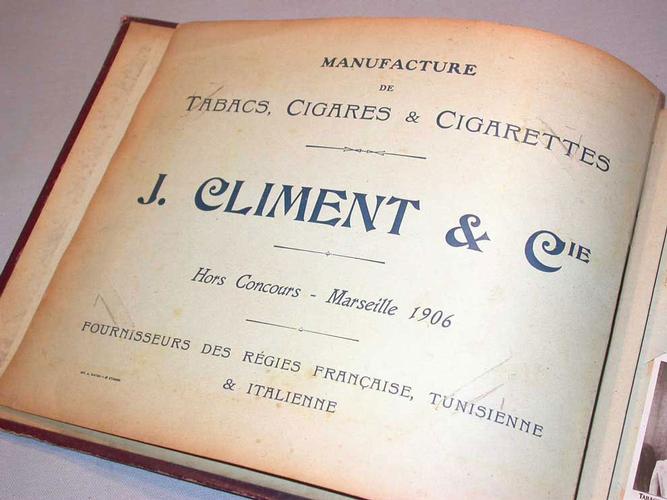 MANUFACTURE
DE
TABACS, CIGARES & CIGARETTES
J. CLIMENT & CIE
Hors Concours - Marseille 1906
FOURNISSEURS DES RÉGIES FRANÇAISE, TUNISIENNE
& ITALIENNE